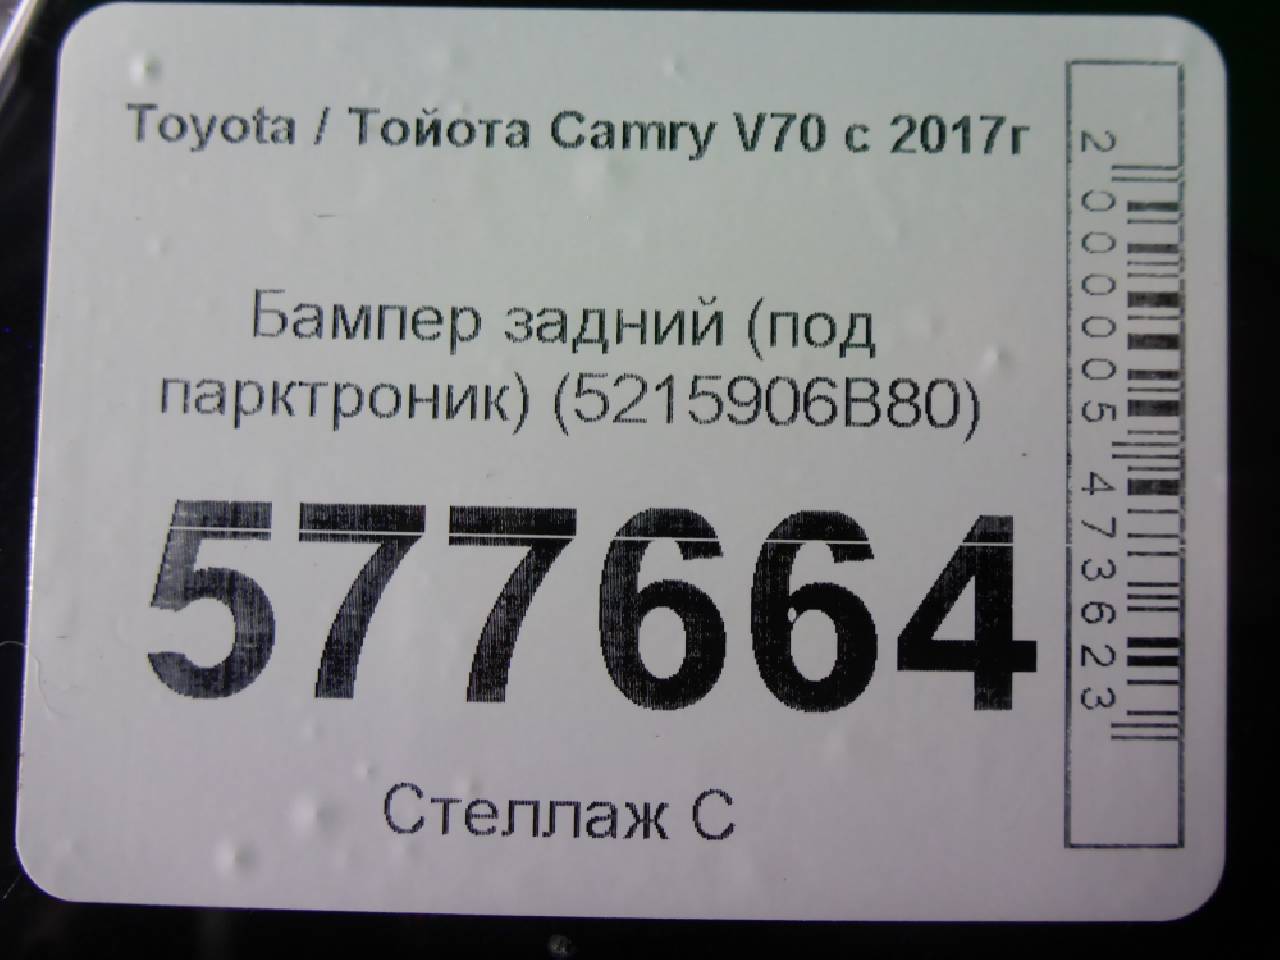 Toyota / Тойота Camry V70 с 2017г
Бампер задний (под
парктроник) (5215906B80)
577664
Стеллаж С
2000005473623